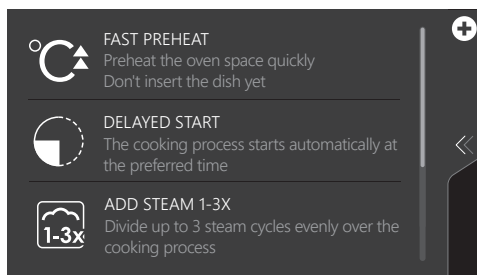 °C
FAST PREHEAT
Preheat the oven space quickly
Don't insert the dish yet
DELAYED START
The cooking process starts automatically at
the preferred time
1-3x
ADD STEAM 1-3X
Divide up to 3 steam cycles evenly over the
cooking process